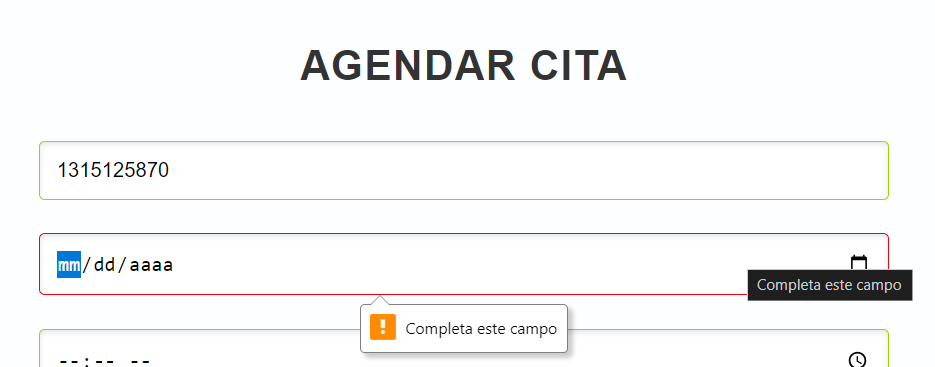 AGENDAR CITA
1315125870
mm/dd/aaaa
Completa este campo
Completa este campo
--:-- --